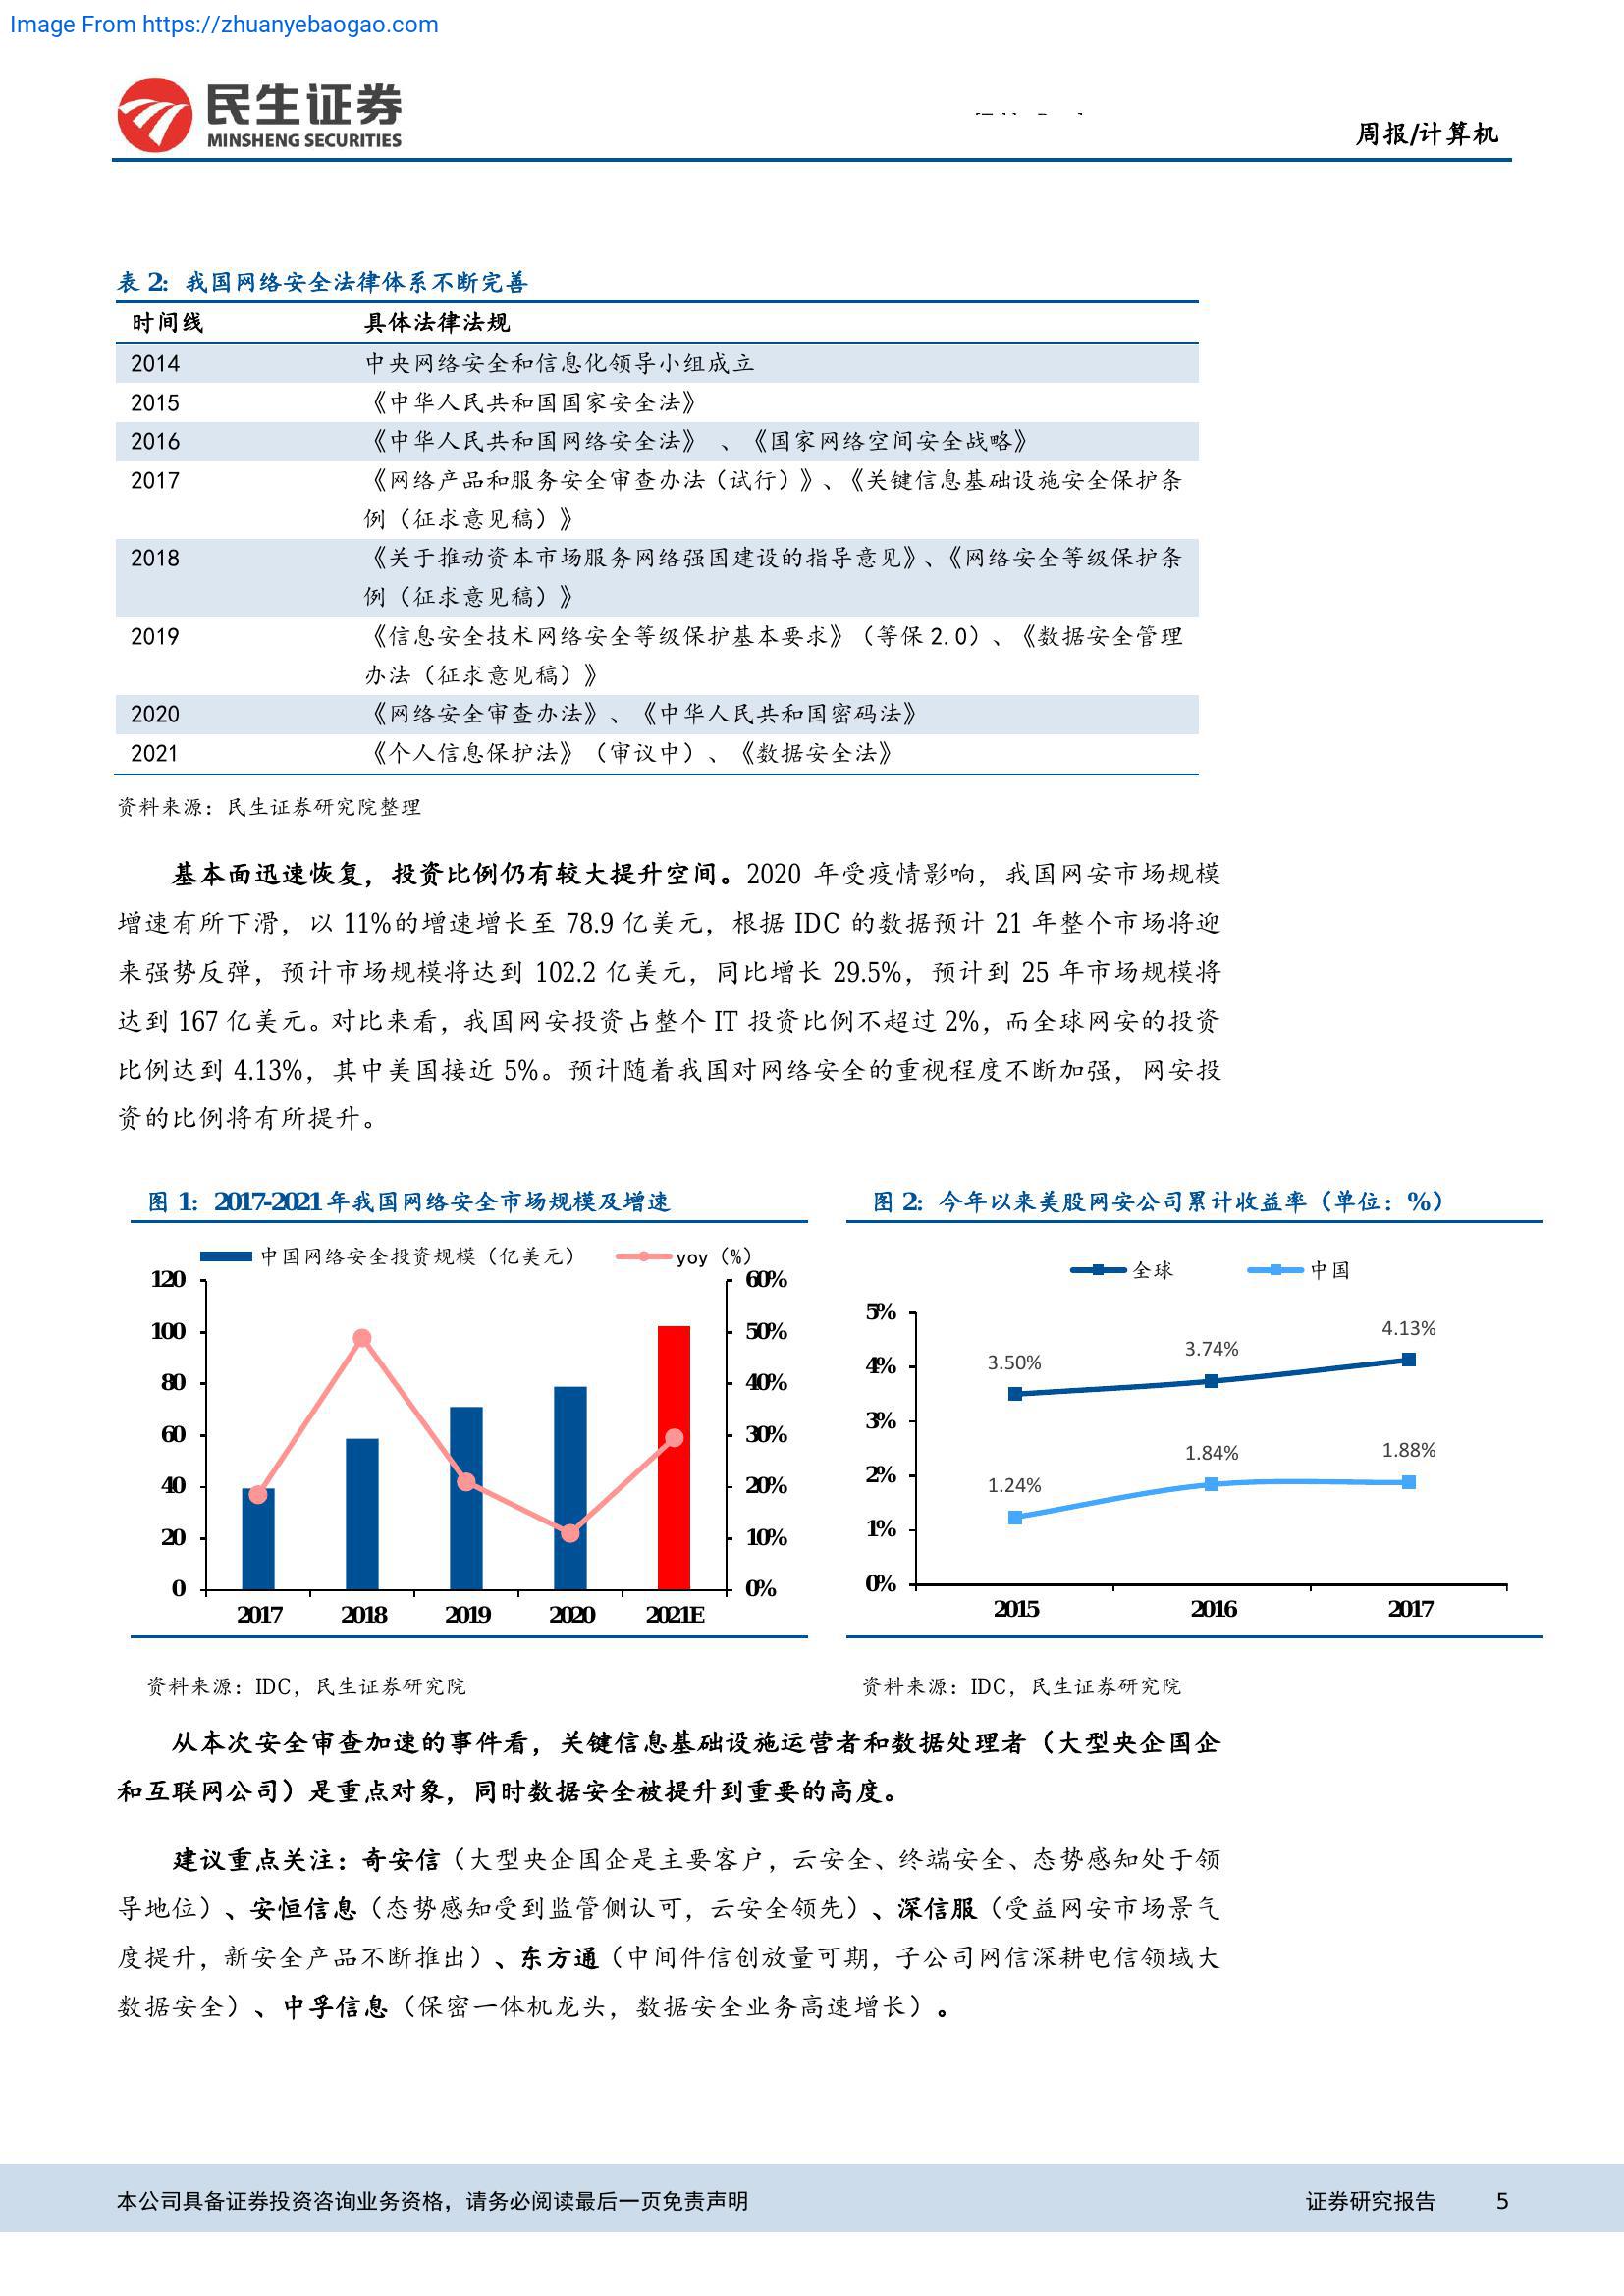 Image From https://zhuanyebaogao.com
民生证券
MINSHENG SECURITIES
周报/计算机
表 2：我国网络安全法律体系不断完善
时间线 具体法律法规
2014 中央网络安全和信息化领导小组成立
2015 《中华人民共和国国家安全法》
2016 《中华人民共和国网络安全法》 、《国家网络空间安全战略》
2017 《网络产品和服务安全审查办法（试行）》、《关键信息基础设施安全保护条
例（征求意见稿）》
2018 《关于推动资本市场服务网络强国建设的指导意见》、《网络安全等级保护条
例（征求意见稿）》
2019 《信息安全技术网络安全等级保护基本要求》（等保 2.0）、《数据安全管理
办法（征求意见稿）》
2020 《网络安全审查办法》、《中华人民共和国密码法》
2021 《个人信息保护法》（审议中）、《数据安全法》
资料来源：民生证券研究院整理
基本面迅速恢复，投资比例仍有较大提升空间。2020 年受疫情影响，我国网安市场规模
增速有所下滑，以 11%的增速增长至 78.9 亿美元，根据 IDC 的数据预计 21 年整个市场将迎
来强势反弹，预计市场规模将达到 102.2 亿美元，同比增长 29.5%，预计到 25 年市场规模将
达到 167 亿美元。对比来看，我国网安投资占整个 IT 投资比例不超过 2%，而全球网安的投资
比例达到 4.13%，其中美国接近 5%。预计随着我国对网络安全的重视程度不断加强，网安投
资的比例将有所提升。
图 1：2017-2021 年我国网络安全市场规模及增速
中国网络安全投资规模（亿美元） yoy（%）
120 60%
100 50%
80 40%
60 30%
40 20%
20 10%
0 0%
2017 2018 2019 2020 2021E
资料来源：IDC，民生证券研究院
图 2：今年以来美股网安公司累计收益率（单位：%）
全球 中国
5%
4%
3%
2%
1%
0%
3.50% 3.74% 4.13%
1.24% 1.84% 1.88%
2015 2016 2017
资料来源：IDC，民生证券研究院
从本次安全审查加速的事件看，关键信息基础设施运营者和数据处理者（大型央企国企
和互联网公司）是重点对象，同时数据安全被提升到重要的高度。
建议重点关注：奇安信（大型央企国企是主要客户，云安全、终端安全、态势感知处于领
导地位）、安恒信息（态势感知受到监管侧认可，云安全领先）、深信服（受益网安市场景气
度提升，新安全产品不断推出）、东方通（中间件信创放量可期，子公司网信深耕电信领域大
数据安全）、中孚信息（保密一体机龙头，数据安全业务高速增长）。
本公司具备证券投资咨询业务资格，请务必阅读最后一页免责声明 证券研究报告 5